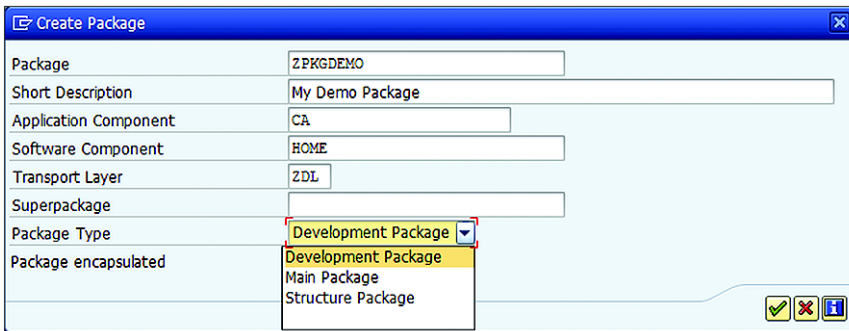 Create Package
Package ZPKGDEMO
Short Description My Demo Package
Application Component CA
Software Component HOME
Transport Layer ZDL
Superpackage
Package Type Development Package
Package encapsulated Development Package
Main Package
Structure Package